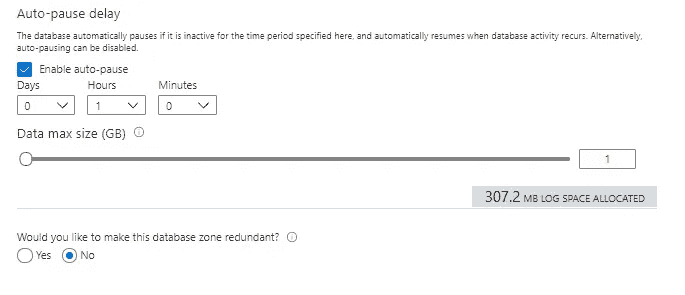 Auto-pause delay
The database automatically pauses if it is inactive for the time period specified here, and automatically resumes when database activity recurs. Alternatively,
auto-pausing can be disabled.
Enable auto-pause
Days Hours Minutes
0 1 0
Data max size (GB)
1
307.2 MB LOG SPACE ALLOCATED
Would you like to make this database zone redundant?
Yes No